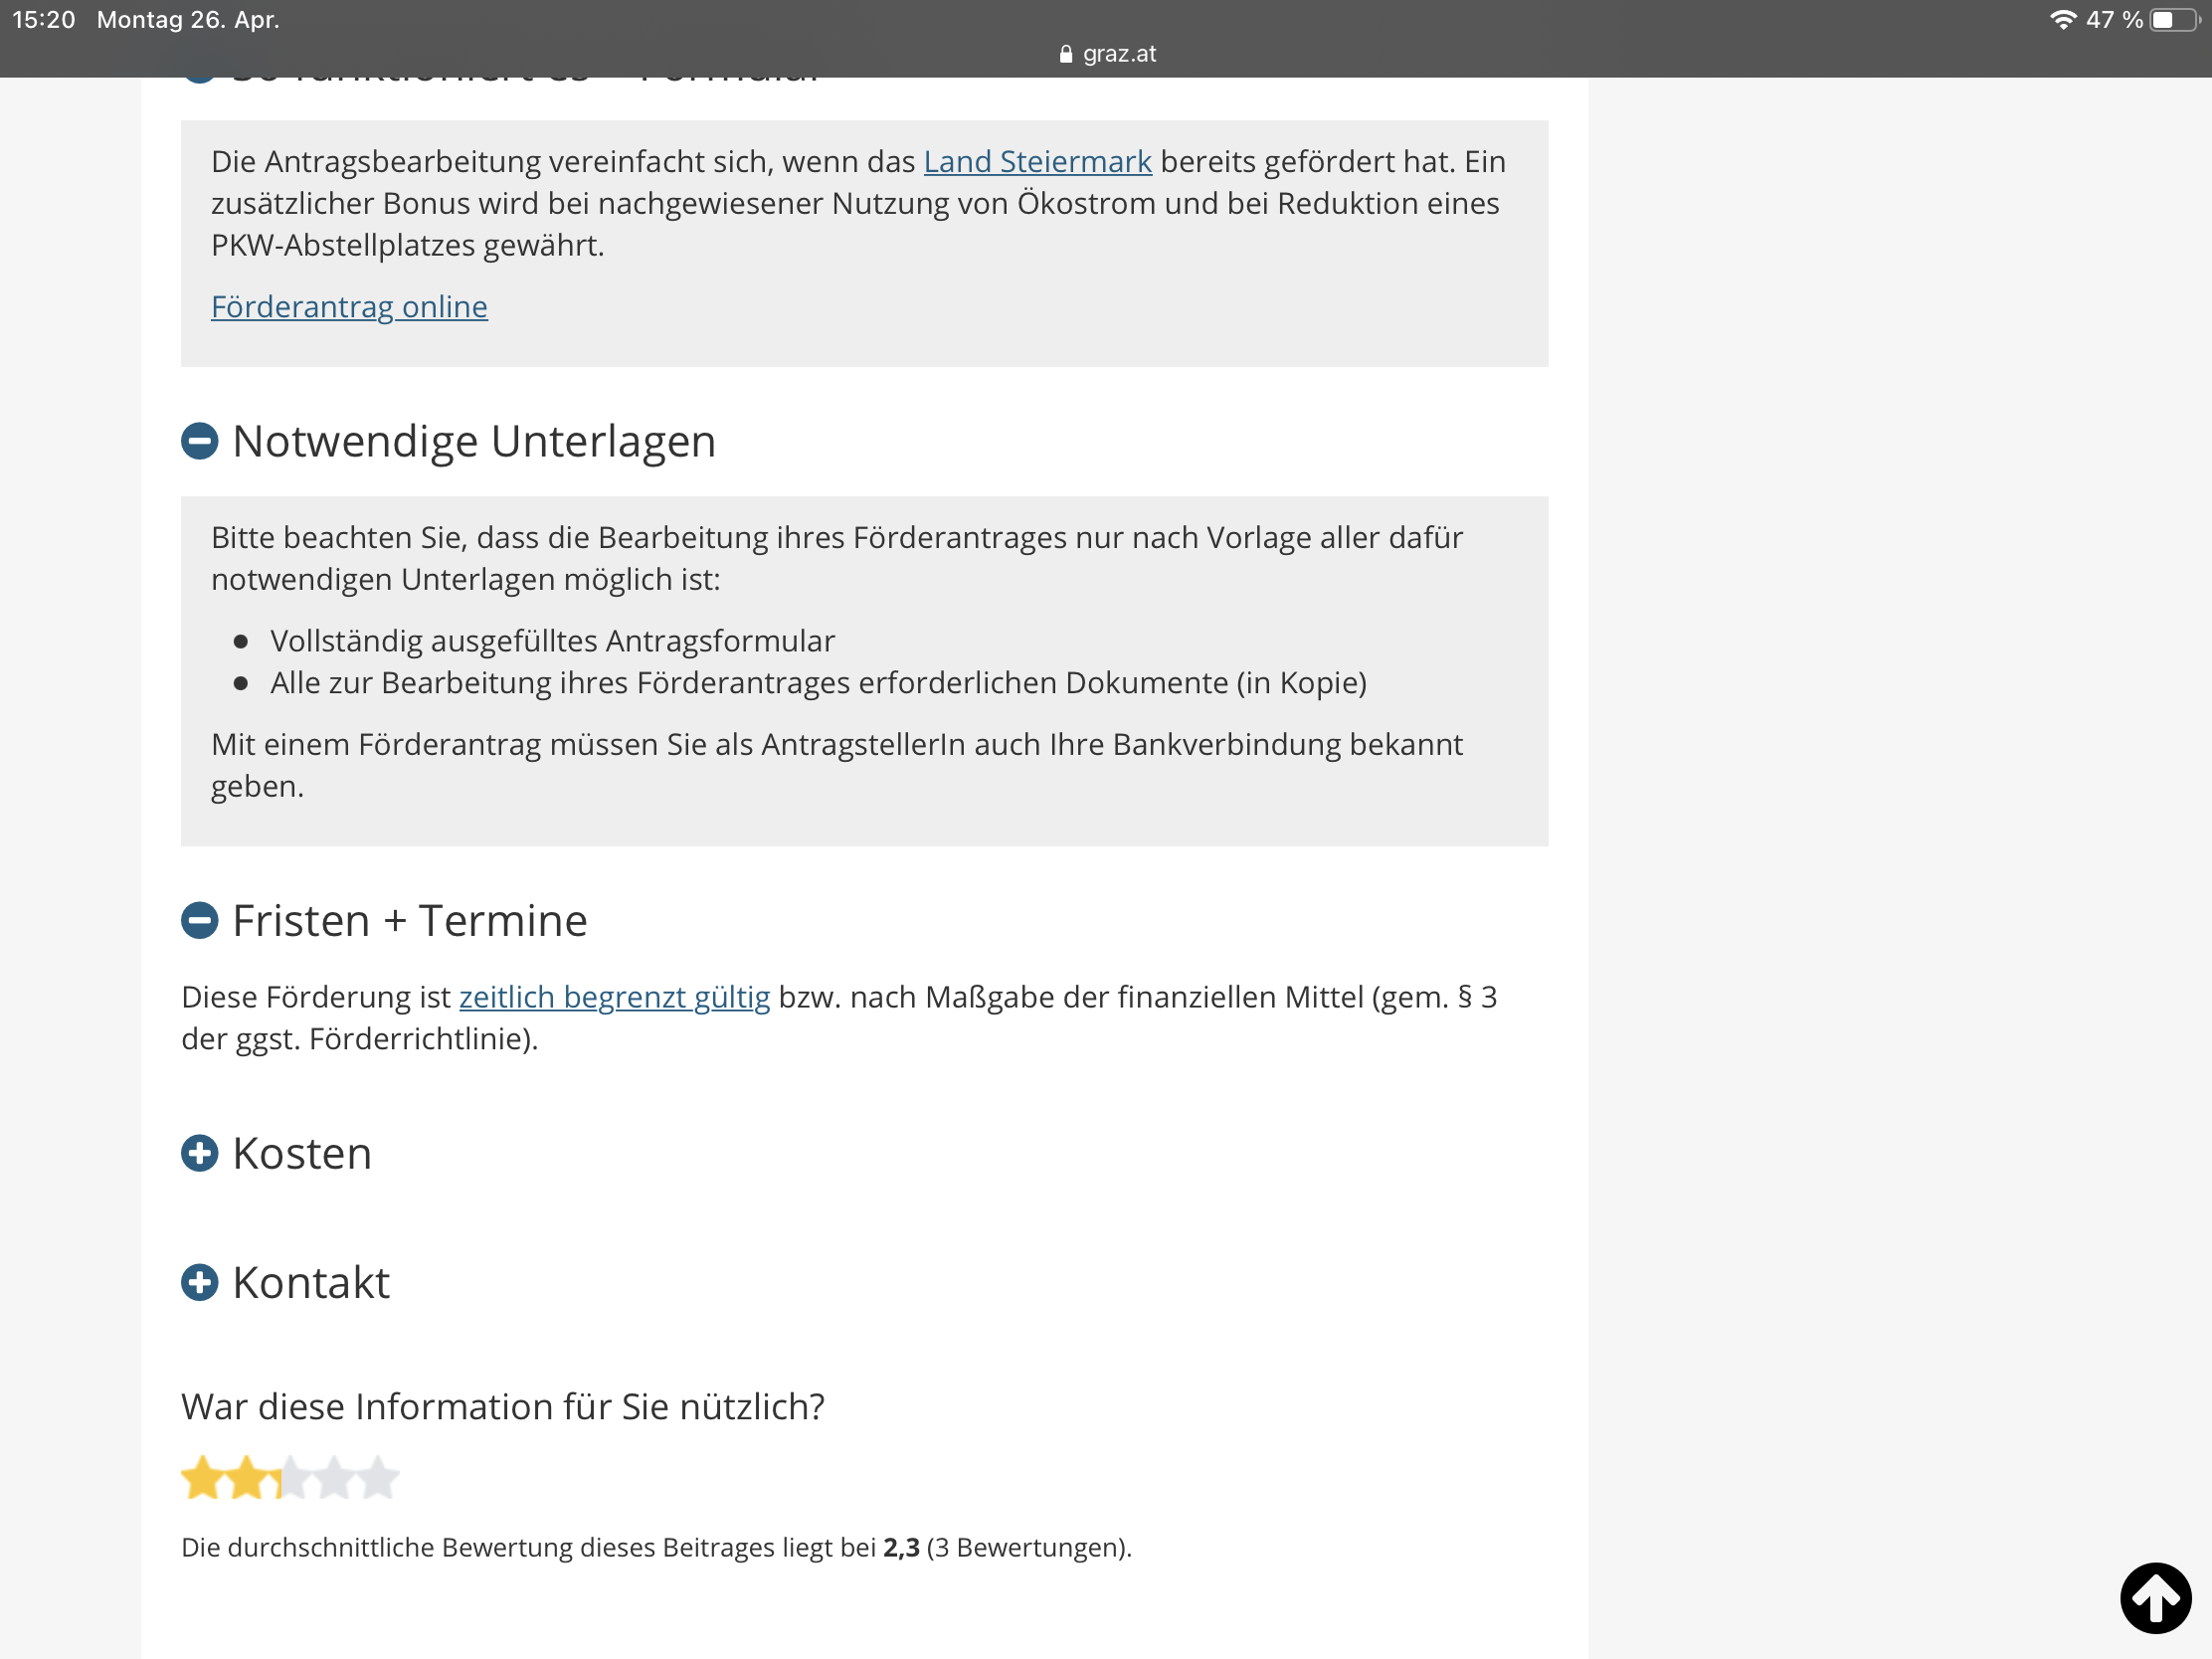 15:20 Montag 26. Apr.
47 %
graz.at
So funktioniert es - Formular
Die Antragsbearbeitung vereinfacht sich, wenn das Land Steiermark bereits gefördert hat. Ein
zusätzlicher Bonus wird bei nachgewiesener Nutzung von Ökostrom und bei Reduktion eines
PKW-Abstellplatzes gewährt.
Förderantrag online
Notwendige Unterlagen
Bitte beachten Sie, dass die Bearbeitung ihres Förderantrages nur nach Vorlage aller dafür
notwendigen Unterlagen möglich ist:
● Vollständig ausgefülltes Antragsformular
● Alle zur Bearbeitung ihres Förderantrages erforderlichen Dokumente (in Kopie)
Mit einem Förderantrag müssen Sie als AntragstellerIn auch Ihre Bankverbindung bekannt
geben.
Fristen + Termine
Diese Förderung ist zeitlich begrenzt gültig bzw. nach Maßgabe der finanziellen Mittel (gem. § 3
der ggst. Förderrichtlinie).
Kosten
Kontakt
War diese Information für Sie nützlich?
Die durchschnittliche Bewertung dieses Beitrages liegt bei 2,3 (3 Bewertungen).